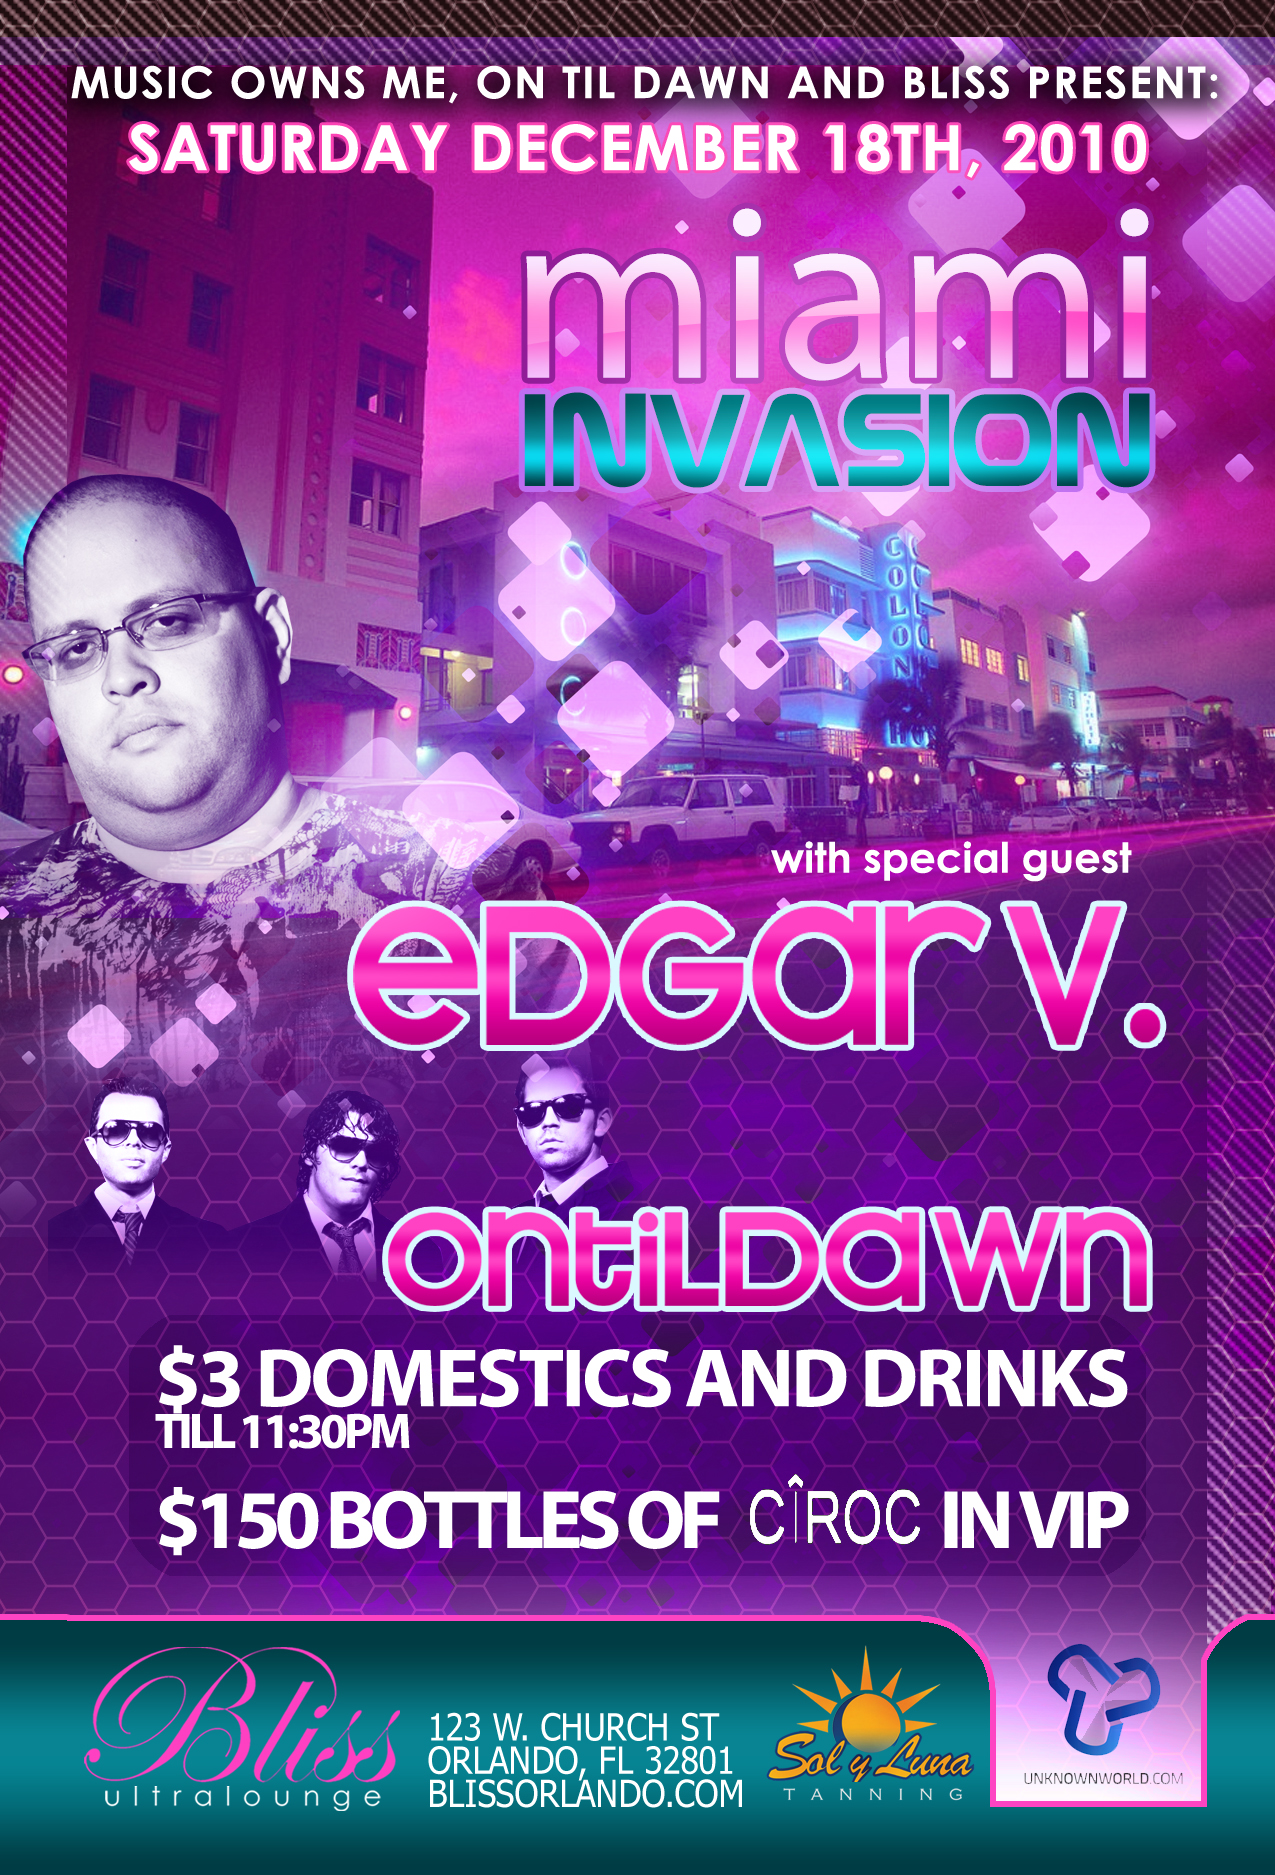 MUSIC OWNS ME, ON TIL DAWN AND BLISS PRESENT:
SATURDAY DECEMBER 18TH, 2010
miami
INVASION
COLONY
with special guest
eDGar V.
ontiLDawn
$3 DOMESTICS AND DRINKS
TILL 11:30PM
$150 BOTTLES OF CÎROC IN VIP
Bliss
ultralounge
123 W. CHURCH ST
ORLANDO, FL 32801
BLISSORLANDO.COM
Sol y Luna
TANNING
UNKNOWNWORLD.COM